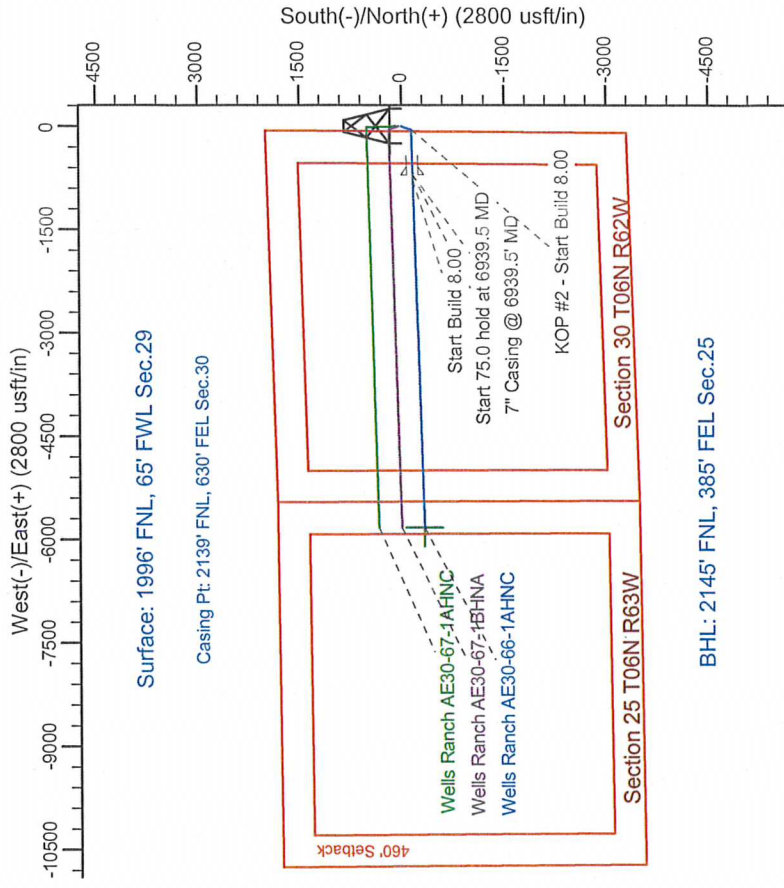 South(-)/North(+) (2800 usft/in)
4500
3000
1500
0
-1500
-3000
-4500
West(-)/East(+) (2800 usft/in)
0
-1500
-3000
-4500
-6000
-7500
-9000
-10500
Surface: 1996' FNL, 65' FWL Sec.29
Casing Pt: 2139' FNL, 630' FEL Sec.30
Start Build 8.00
Start 75.0 hold at 6939.5 MD
7" Casing @ 6939.5' MD
KOP #2 - Start Build 8.00
Section 30 T06N R62W
BHL: 2145' FNL, 385' FEL Sec.25
Wells Ranch AE30-67-1AHNC
Wells Ranch AE30-67-1BHNA
Wells Ranch AE30-66-1AHNC
Section 25 T06N R63W
460' Setback